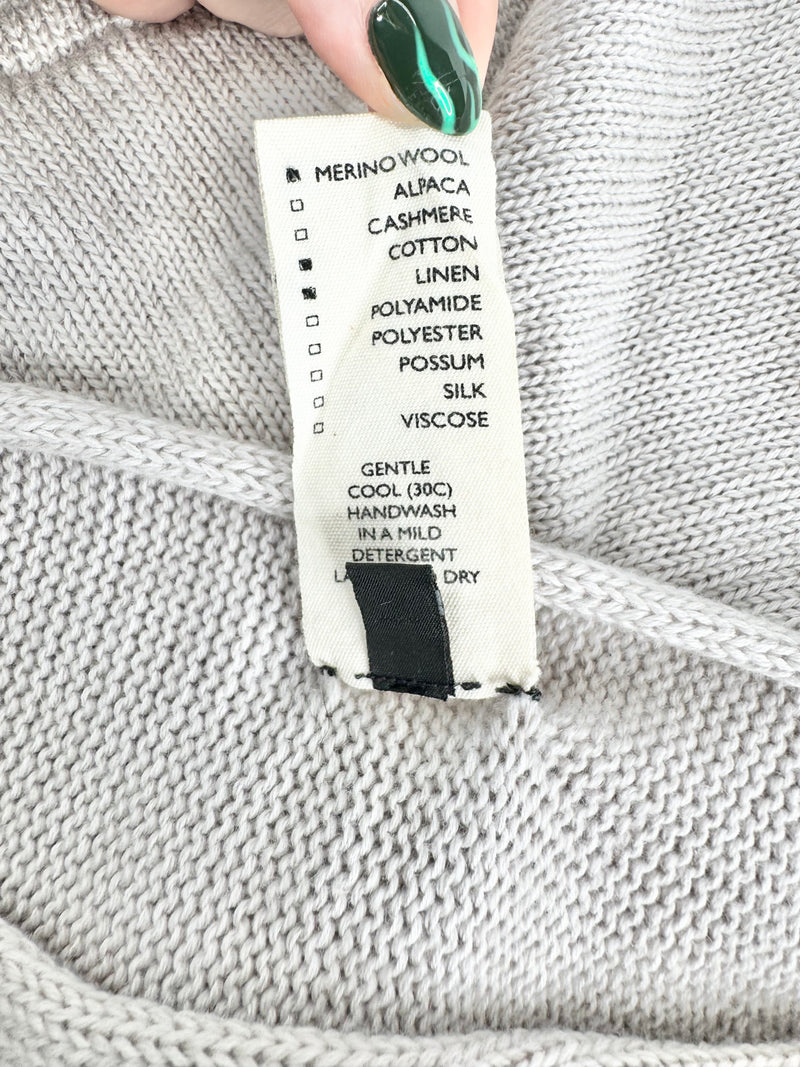 MERINO WOOL
ALPACA
CASHMERE
COTTON
LINEN
POLYAMIDE
POLYESTER
POSSUM
SILK
VISCOSE
GENTLE
COOL (30C)
HANDWASH
IN A MILD
DETERGENT
DRY